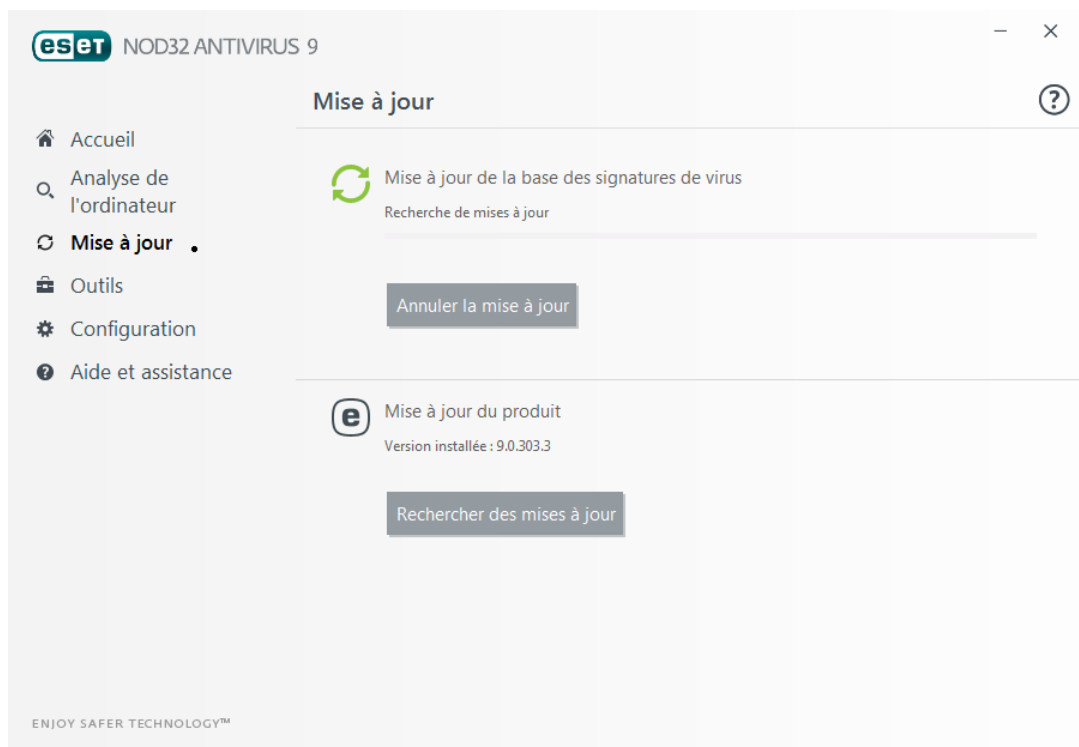 eset NOD32 ANTIVIRUS 9
Mise à jour
Accueil
Analyse de
l'ordinateur
Mise à jour
Outils
Configuration
Aide et assistance
Mise à jour de la base des signatures de virus
Recherche de mises à jour
Annuler la mise à jour
e
Mise à jour du produit
Version installée : 9.0.303.3
Rechercher des mises à jour
ENJOY SAFER TECHNOLOGY™